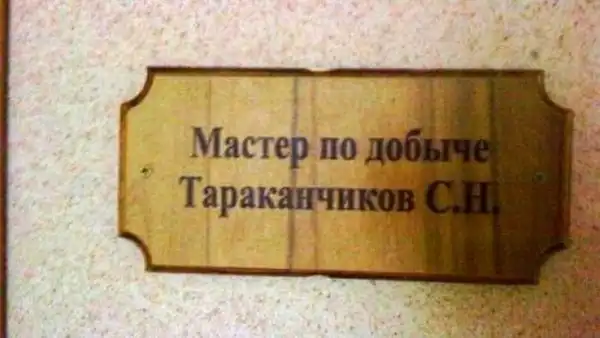 Мастер по добыче
Тараканчиков С.Н.